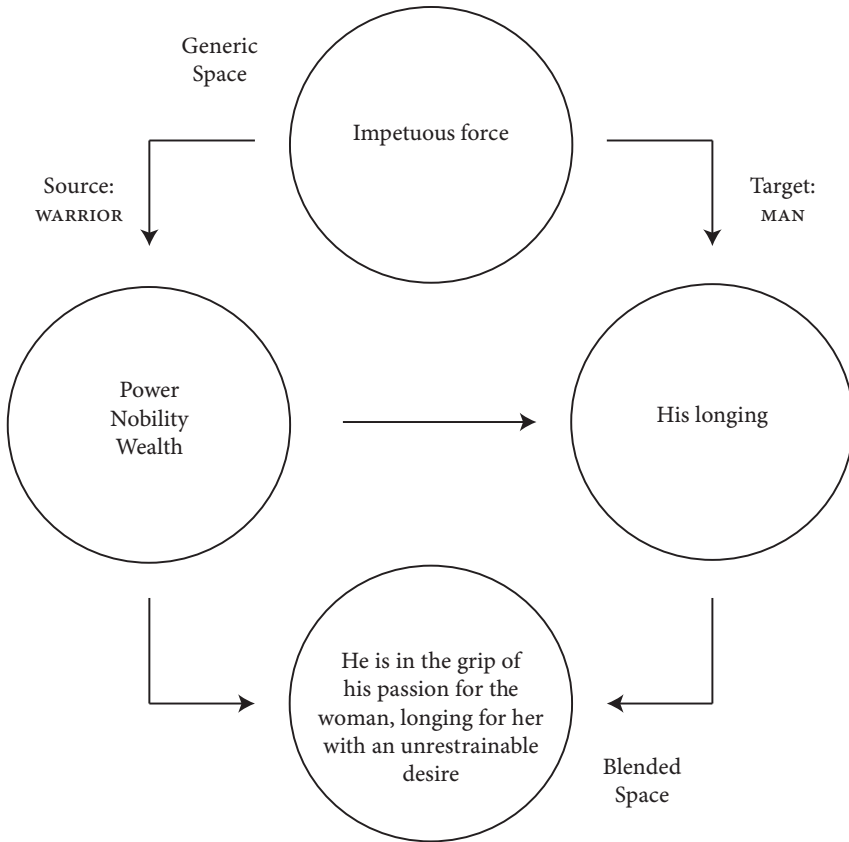 Generic
Space
Impetuous force
Source:
WARRIOR
Target:
MAN
Power
Nobility
Wealth
His longing
He is in the grip of
his passion for the
woman, longing for her
with an unrestrainable
desire
Blended
Space